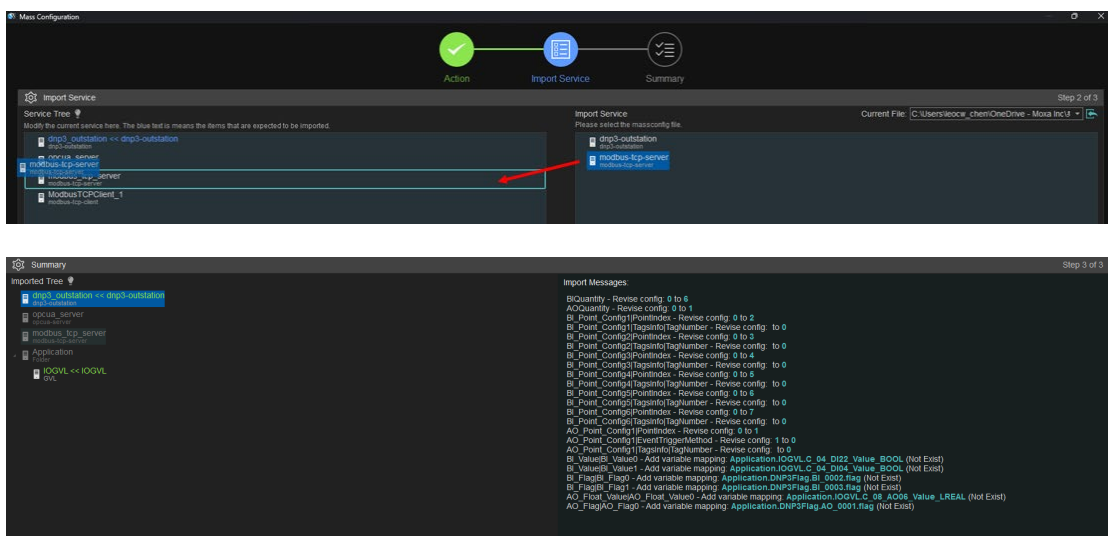 Mass Configuration
Action
Import Service
Summary
Import Service
Step 2 of 3
Service Tree
Modify the current service here. The blue text is means the items that are expected to be imported.
dnp3_outstation << dnp3-outstation
dnp3-outstation
opcua_server
modbus-tcp-server
modbus-tcp-server
modbus_tcp_server
modbus-tcp-server
ModbusTCPClient_1
modbus-tcp-client
Import Service
Current File: C:\Users\leocw_chen\OneDrive - Moxa Inc\
Please select the massconfig file.
dnp3-outstation
dnp3-outstation
modbus-tcp-server
modbus-tcp-server
Summary
Step 3 of 3
Imported Tree
dnp3_outstation << dnp3-outstation
dnp3-outstation
opcua_server
opcua-server
modbus_tcp_server
modbus-tcp-server
Application
Folder
IOGVL << IOGVL
GVL
Import Messages:
BIQuantity - Revise config: 0 to 6
AOQuantity - Revise config: 0 to 1
BI_Point_Config1|PointIndex - Revise config: 0 to 2
BI_Point_Config1|TagsInfo|TagNumber - Revise config:  to 0
BI_Point_Config2|PointIndex - Revise config: 0 to 3
BI_Point_Config2|TagsInfo|TagNumber - Revise config:  to 0
BI_Point_Config3|PointIndex - Revise config: 0 to 4
BI_Point_Config3|TagsInfo|TagNumber - Revise config:  to 0
BI_Point_Config4|PointIndex - Revise config: 0 to 5
BI_Point_Config4|TagsInfo|TagNumber - Revise config:  to 0
BI_Point_Config5|PointIndex - Revise config: 0 to 6
BI_Point_Config5|TagsInfo|TagNumber - Revise config:  to 0
BI_Point_Config6|PointIndex - Revise config: 0 to 7
BI_Point_Config6|TagsInfo|TagNumber - Revise config:  to 0
AO_Point_Config1|PointIndex - Revise config: 0 to 1
AO_Point_Config1|EventTriggerMethod - Revise config: 1 to 0
AO_Point_Config1|TagsInfo|TagNumber - Revise config:  to 0
BI_Value|BI_Value0 - Add variable mapping: Application.IOGVL.C_04_DI22_Value_BOOL (Not Exist)
BI_Value|BI_Value1 - Add variable mapping: Application.IOGVL.C_04_DI04_Value_BOOL (Not Exist)
BI_Flag|BI_Flag0 - Add variable mapping: Application.DNP3Flag.BI_0002.flag (Not Exist)
BI_Flag|BI_Flag1 - Add variable mapping: Application.DNP3Flag.BI_0003.flag (Not Exist)
AO_Float_Value|AO_Float_Value0 - Add variable mapping: Application.IOGVL.C_08_AO06_Value_LREAL (Not Exist)
AO_Flag|AO_Flag0 - Add variable mapping: Application.DNP3Flag.AO_0001.flag (Not Exist)